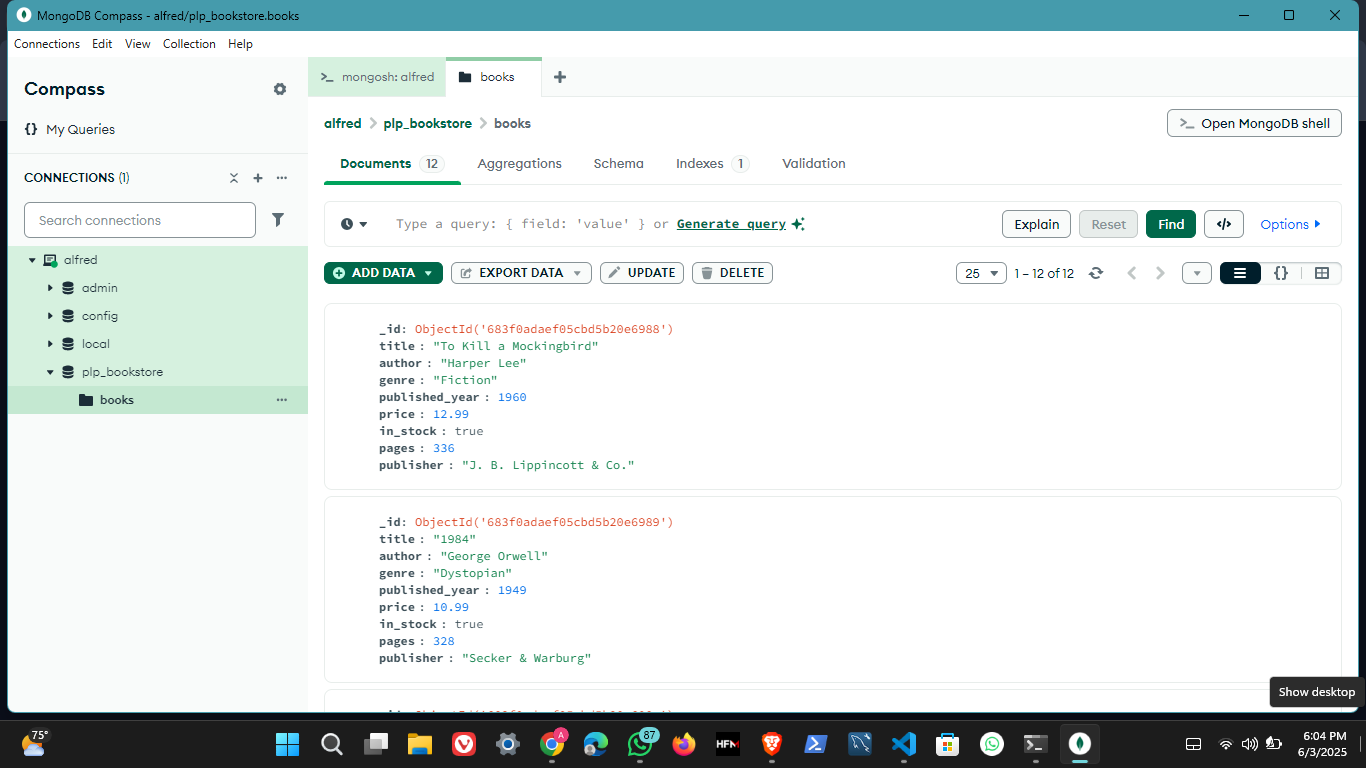 MongoDB Compass - alfred/plp_bookstore.books
Connections Edit View Collection Help
Compass
{} My Queries
CONNECTIONS (1)
Search connections
alfred
admin
config
local
plp_bookstore
books
>_ mongosh: alfred
books
alfred > plp_bookstore > books
>_ Open MongoDB shell
Documents 12 Aggregations Schema Indexes 1 Validation
Type a query: { field: 'value' } or Generate query
Explain Reset Find </> Options
ADD DATA EXPORT DATA UPDATE DELETE
25 1 – 12 of 12 {}
_id: ObjectId('683f0adaef05cbd5b20e6988')
title : "To Kill a Mockingbird"
author : "Harper Lee"
genre : "Fiction"
published_year : 1960
price : 12.99
in_stock : true
pages : 336
publisher : "J. B. Lippincott & Co."
_id: ObjectId('683f0adaef05cbd5b20e6989')
title : "1984"
author : "George Orwell"
genre : "Dystopian"
published_year : 1949
price : 10.99
in_stock : true
pages : 328
publisher : "Secker & Warburg"
Show desktop
75°
A
87
HFM
6:04 PM
6/3/2025